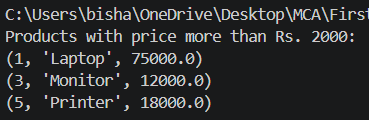 C:\Users\bisha\OneDrive\Desktop\MCA\First
Products with price more than Rs. 2000:
(1, 'Laptop', 75000.0)
(3, 'Monitor', 12000.0)
(5, 'Printer', 18000.0)